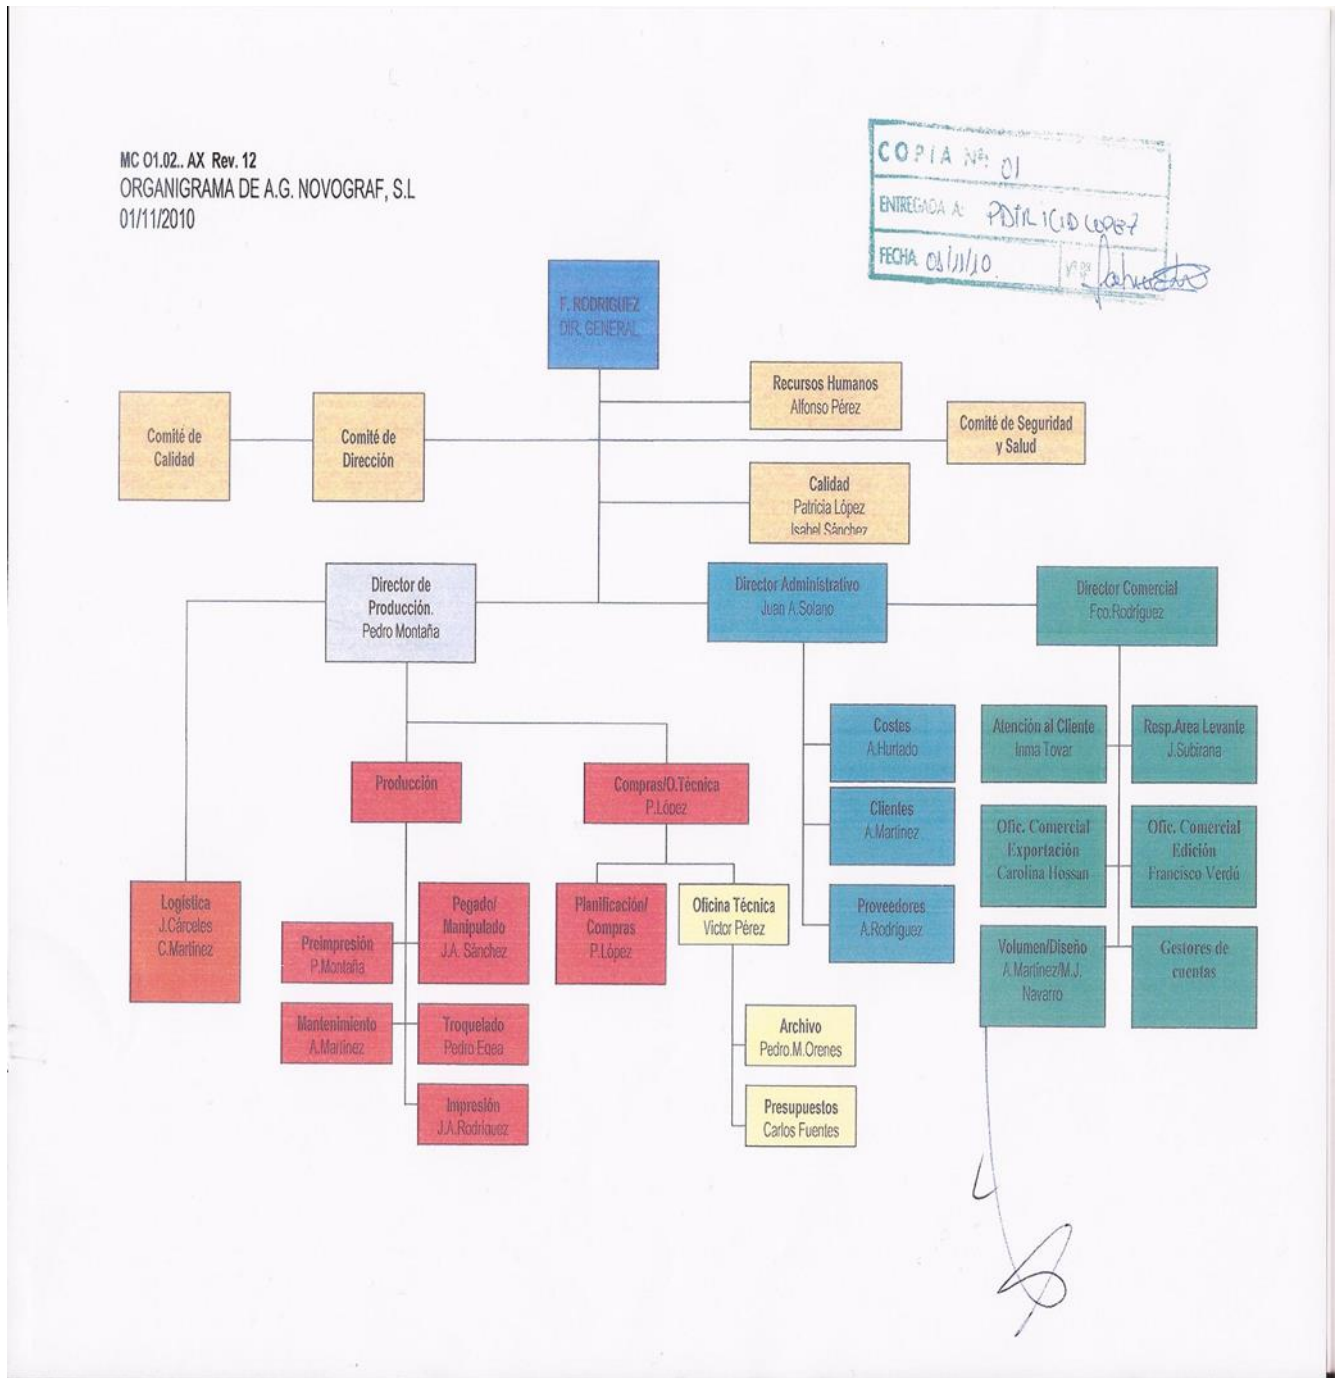 MC O1.02.. AX Rev. 12
ORGANIGRAMA DE A.G. NOVOGRAF, S.L
01/11/2010
COPIA Nº: 01
ENTREGADA A: PATRICIA LOPEZ
FECHA 01/11/10
Vº Bº
F. RODRIGUEZ
DIR. GENERAL
Recursos Humanos
Alfonso Pérez
Comité de
Calidad
Comité de
Dirección
Comité de Seguridad
y Salud
Calidad
Patricia López
Isabel Sánchez
Director de
Producción.
Pedro Montaña
Director Administrativo
Juan A.Solano
Director Comercial
Fco.Rodríguez
Costes
A.Hurtado
Atención al Cliente
Inma Tovar
Resp.Area Levante
J.Subirana
Producción
Compras/O.Técnica
P.López
Clientes
A.Martínez
Ofic. Comercial
Exportación
Carolina Hossan
Ofic. Comercial
Edición
Francisco Verdú
Logística
J.Cárceles
C.Martínez
Preimpresión
P.Montaña
Pegado/
Manipulado
J.A. Sánchez
Planificación/
Compras
P.López
Oficina Técnica
Victor Pérez
Proveedores
A.Rodríguez
Volumen/Diseño
A.Martínez/M.J.
Navarro
Gestores de
cuentas
Mantenimiento
A.Martínez
Troquelado
Pedro Egea
Archivo
Pedro.M.Orenes
Impresión
J.A.Rodríguez
Presupuestos
Carlos Fuentes